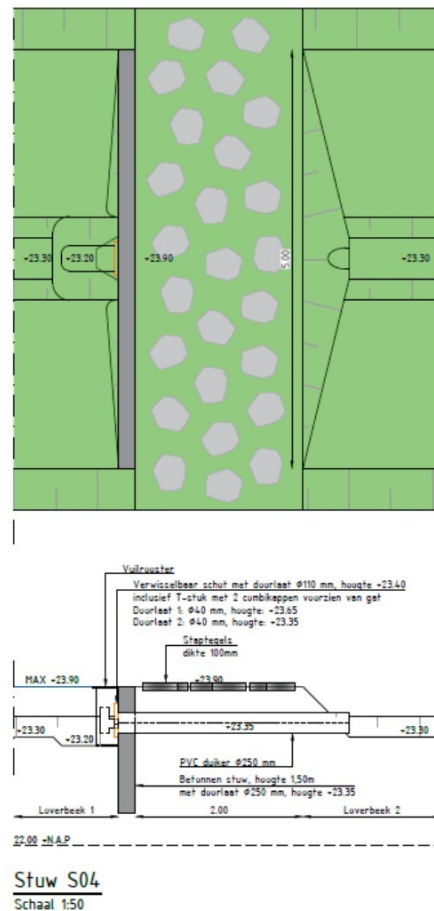 +23.30
+23.20
+23.90
5.00
+23.30
Vuilrooster
Verwisselbaar schot met doorlaat Ø110 mm, hoogte +23.40
inclusief T-stuk met 2 combikappen voorzien van gat
Doorlaat 1: Ø40 mm, hoogte: +23.65
Doorlaat 2: Ø40 mm, hoogte: +23.35
Staptegels
dikte 100mm
MAX +23.90
+23.90
+23.30
+23.20
+23.35
+23.30
PVC duiker Ø250 mm
Betonnen stuw, hoogte 1,50m
met doorlaat Ø250 mm, hoogte +23.35
Loverbeek 1
2.00
Loverbeek 2
22.00 +N.A.P
Stuw S04
Schaal 1:50